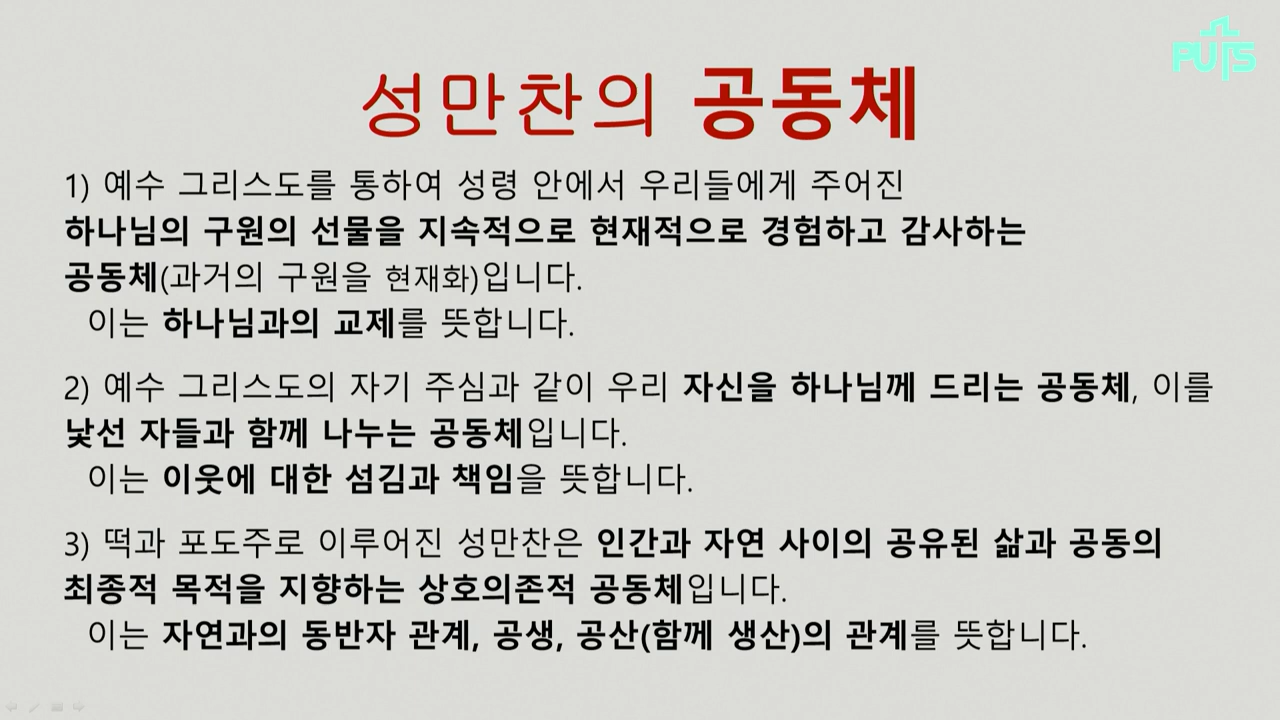 PUTS
성만찬의 공동체
1) 예수 그리스도를 통하여 성령 안에서 우리들에게 주어진
하나님의 구원의 선물을 지속적으로 현재적으로 경험하고 감사하는
공동체(과거의 구원을 현재화)입니다.
이는 하나님과의 교제를 뜻합니다.
2) 예수 그리스도의 자기 주심과 같이 우리 자신을 하나님께 드리는 공동체, 이를
낯선 자들과 함께 나누는 공동체입니다.
이는 이웃에 대한 섬김과 책임을 뜻합니다.
3) 떡과 포도주로 이루어진 성만찬은 인간과 자연 사이의 공유된 삶과 공동의
최종적 목적을 지향하는 상호의존적 공동체입니다.
이는 자연과의 동반자 관계, 공생, 공산(함께 생산)의 관계를 뜻합니다.